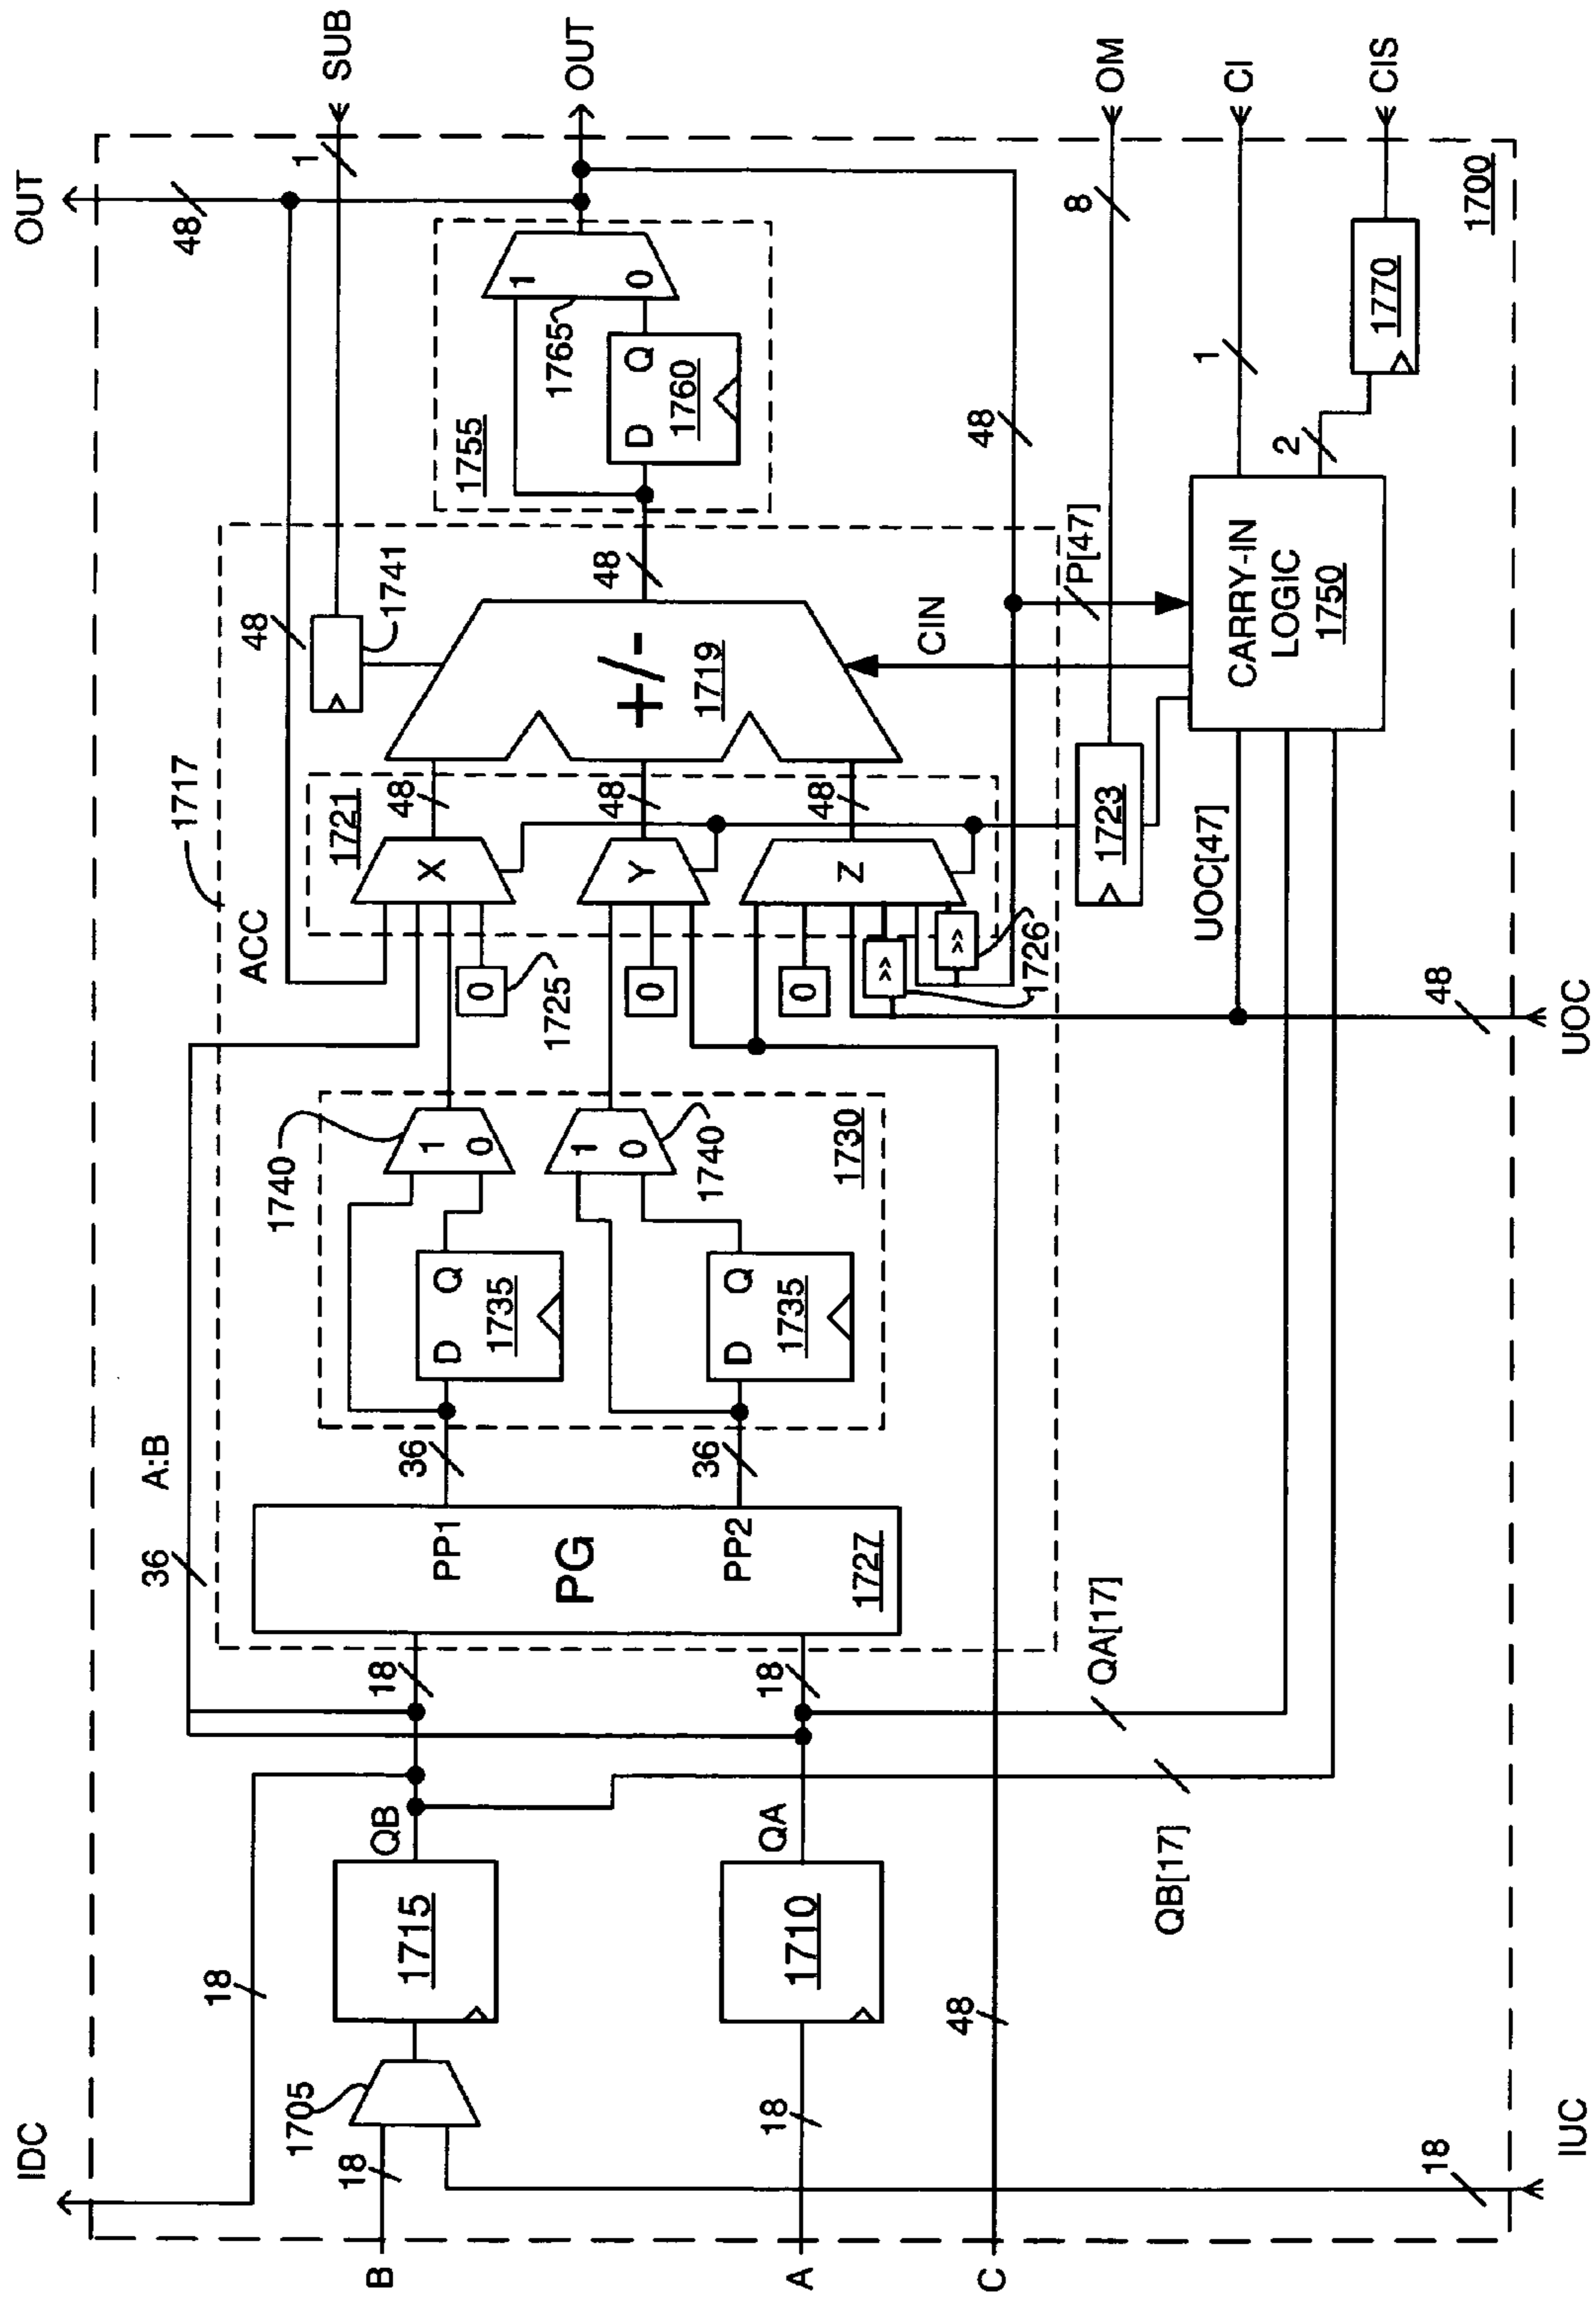 OUT
48
1
SUB
OUT
8
OM
CI
CIS
1700
1
0
1765
D
Q
1760
1755
48
1
2
1770
1717
48
1741
48
+/-
1719
CIN
P[47]
CARRY-IN
LOGIC
1750
1721
48
48
48
X
Y
Z
1723
UOC[47]
ACC
0
1725
0
0
>>
>>
1726
48
UOC
1740
1
0
1
0
1740
1730
D
Q
1735
D
Q
1735
A:B
36
36
36
PP1
PG
PP2
1727
18
18
QA[17]
QB
QA
QB[17]
1715
1710
18
48
1705
18
18
18
IDC
B
A
C
IUC